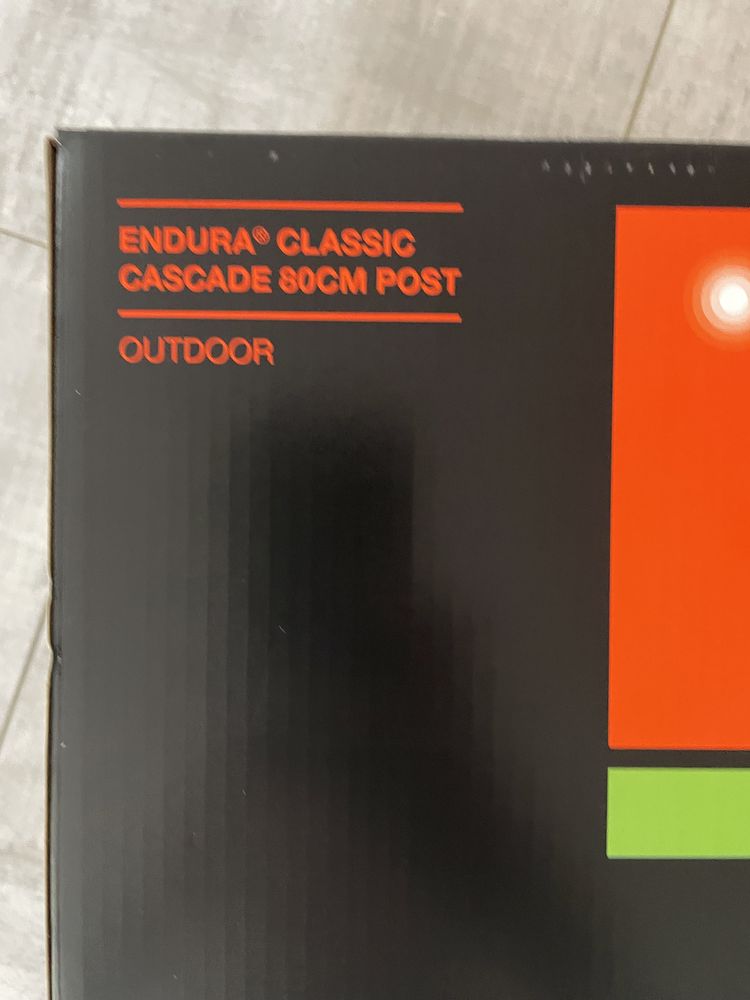 ENDURA® CLASSIC
CASCADE 80CM POST
OUTDOOR